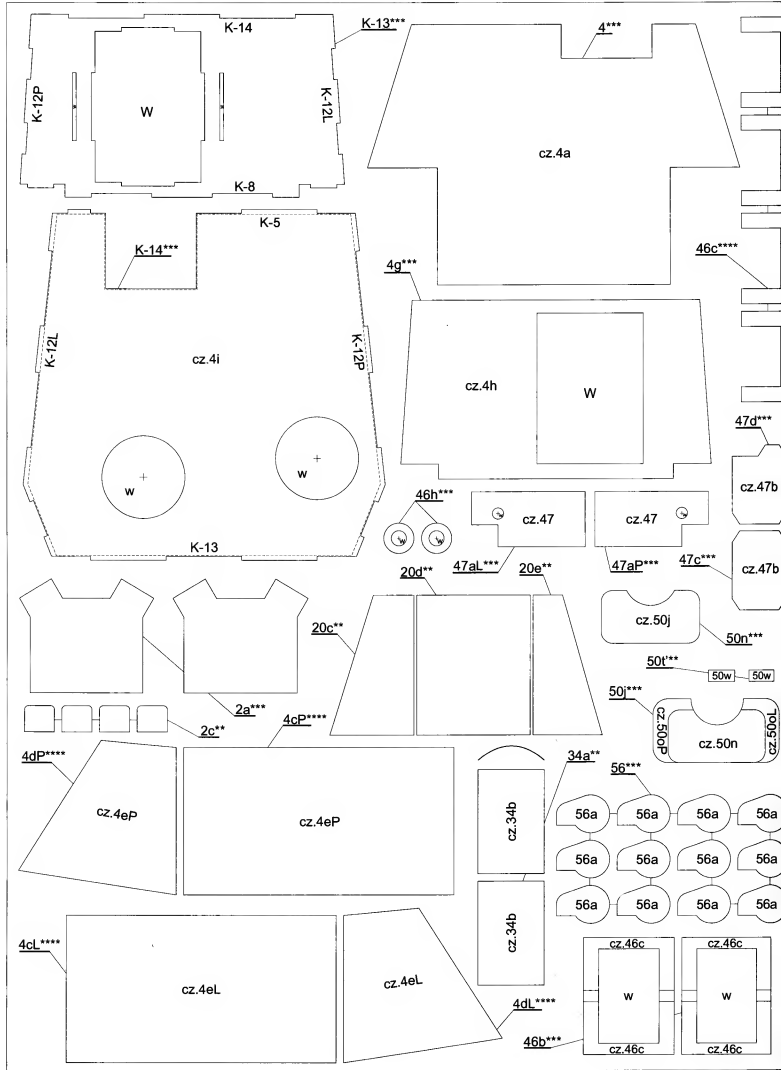 K-14
K-13***
K-12P
W
w
w
K-12L
K-8
4***
cz.4a
46c****
K-5
K-14***
K-12L
cz.4i
K-12P
w
w
K-13
4g***
cz.4h
W
47d***
cz.47b
46h***
w
w
w
cz.47
cz.47
w
47aL***
47aP***
47c***
cz.47b
20d**
20e**
20c**
cz.50j
50n***
50t'**
50w
50w
2a***
2c**
50j***
cz.50oP
cz.50oL
cz.50n
4cP****
4dP****
cz.4eP
cz.4eP
34a**
cz.34b
cz.34b
56***
56a
56a
56a
56a
56a
56a
56a
56a
56a
56a
56a
56a
4cL****
cz.4eL
cz.4eL
4dL****
cz.46c
cz.46c
W
W
46b***
cz.46c
cz.46c